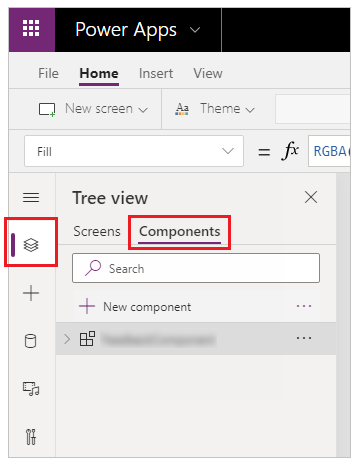 Power Apps
File Home Insert View
New screen Aa Theme
Fill = fx RGBA(
Tree view
Screens Components
Search
+ New component ...
...